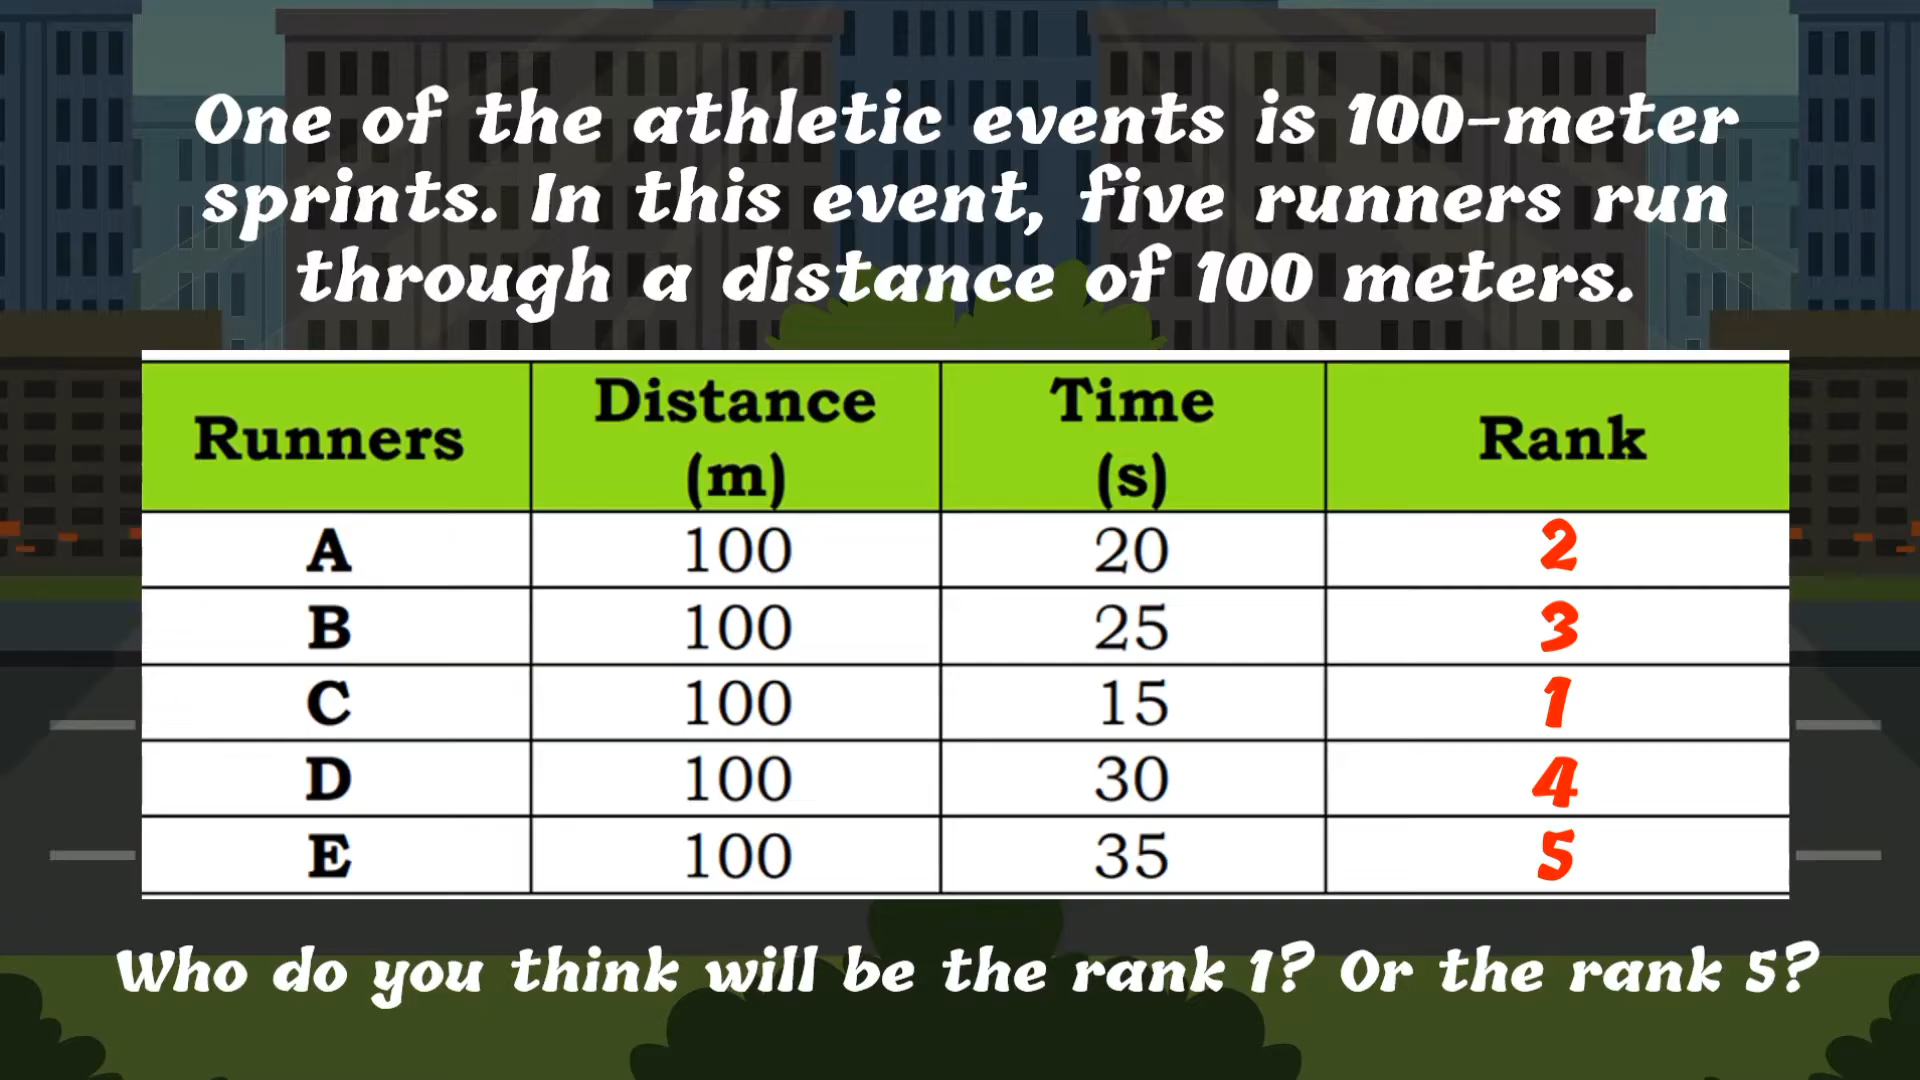 One of the athletic events is 100-meter
sprints. In this event, five runners run
through a distance of 100 meters.
Runners Distance (m) Time (s) Rank
A 100 20 2
B 100 25 3
C 100 15 1
D 100 30 4
E 100 35 5
Who do you think will be the rank 1? Or the rank 5?